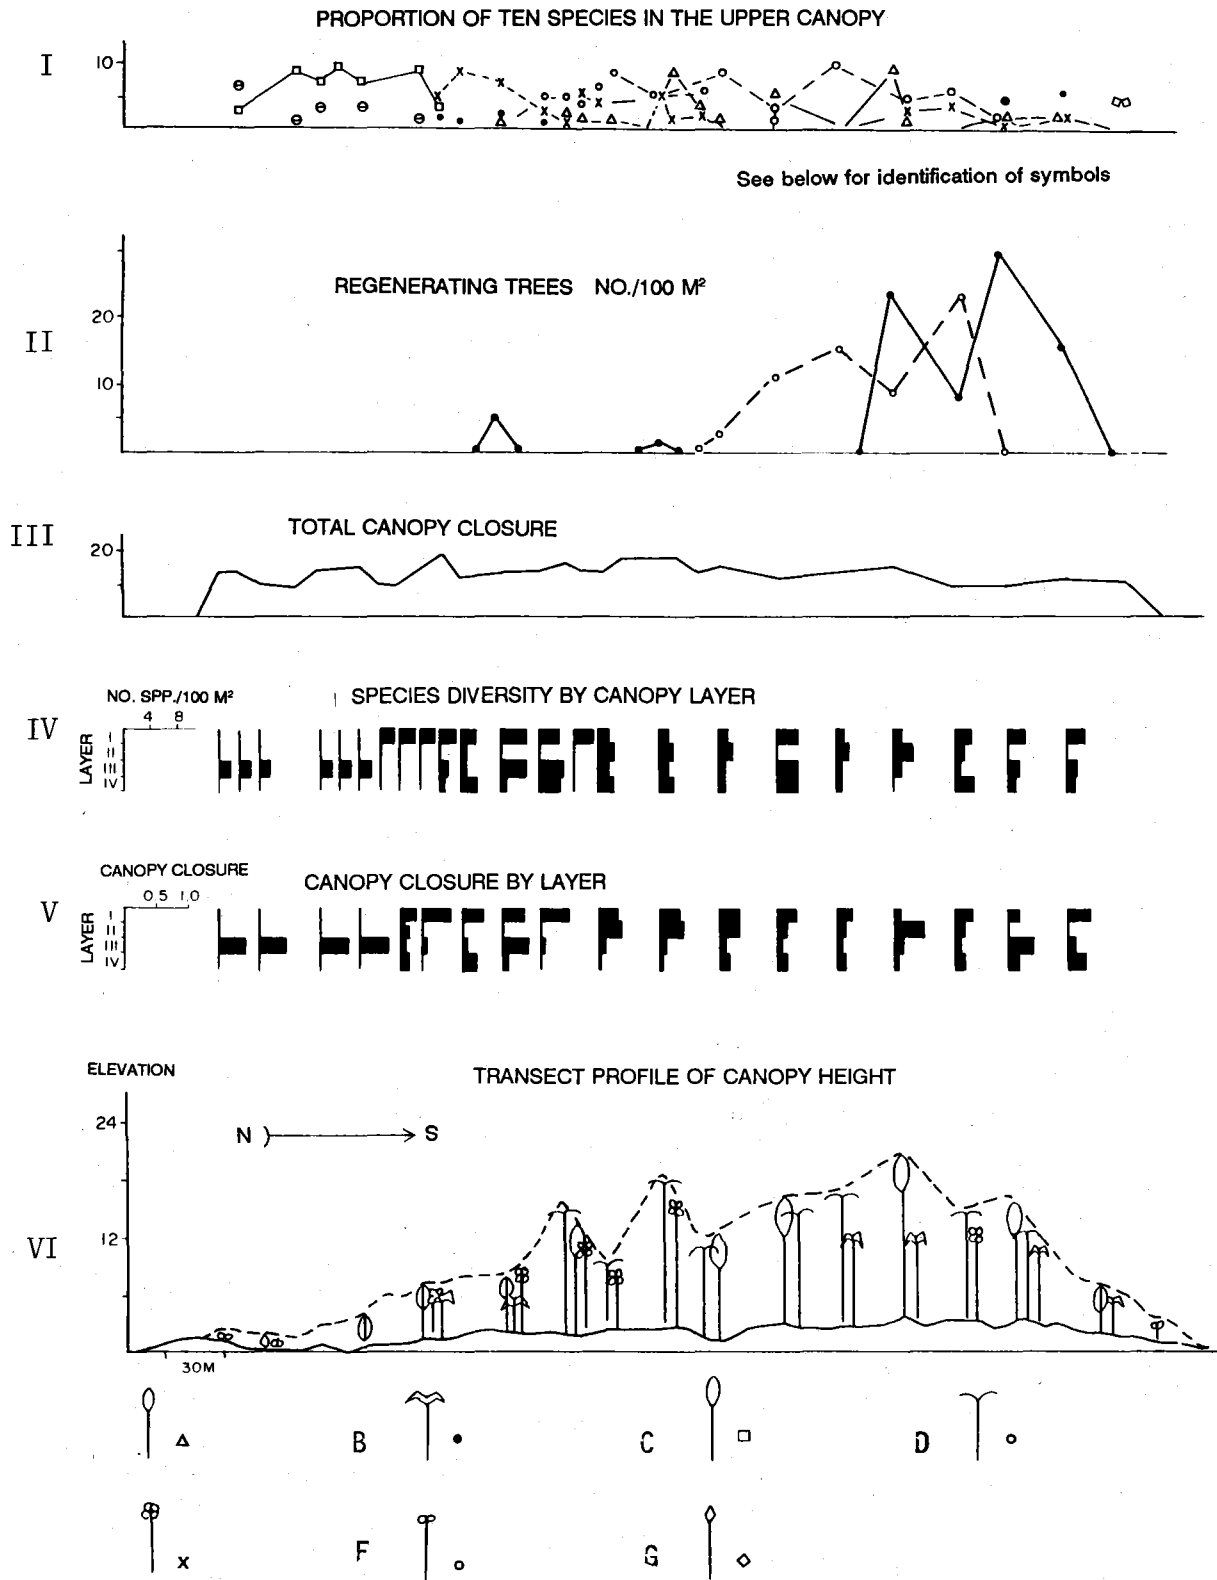 PROPORTION OF TEN SPECIES IN THE UPPER CANOPY
I
10
See below for identification of symbols
REGENERATING TREES NO./100 M²
II
20
10
III
TOTAL CANOPY CLOSURE
20
NO. SPP./100 M²
SPECIES DIVERSITY BY CANOPY LAYER
4 8
IV
LAYER
I
II
III
IV
CANOPY CLOSURE
CANOPY CLOSURE BY LAYER
0.5 1.0
V
LAYER
I
II
III
IV
ELEVATION
TRANSECT PROFILE OF CANOPY HEIGHT
24
N S
12
VI
30M
B C D
F G